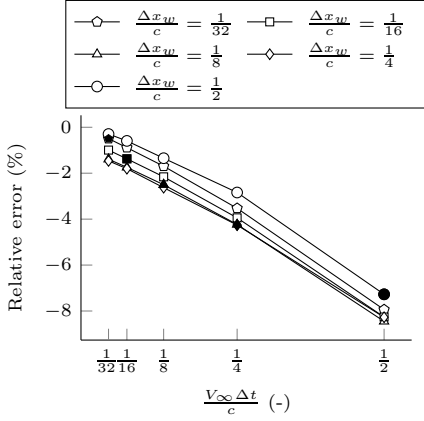 Δx_w/c = 1/32   Δx_w/c = 1/16
Δx_w/c = 1/8   Δx_w/c = 1/4
Δx_w/c = 1/2
0
−2
−4
−6
−8
Relative error (%)
1/32 1/16 1/8 1/4 1/2
V_∞ Δt/c (-)